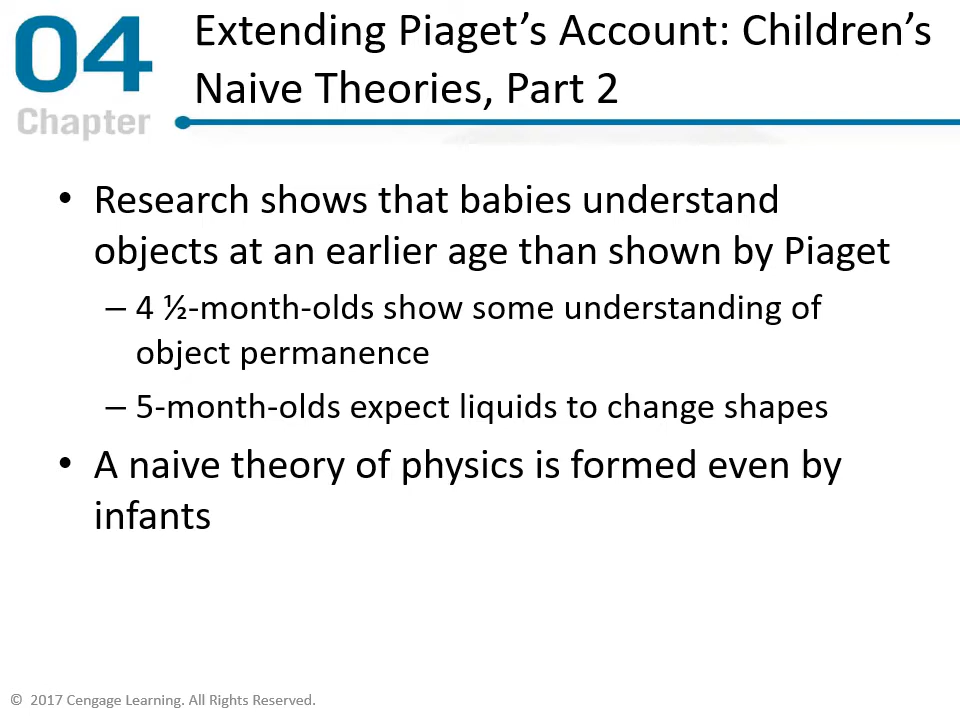 04
Chapter
Extending Piaget’s Account: Children’s
Naive Theories, Part 2
• Research shows that babies understand
objects at an earlier age than shown by Piaget
– 4 ½-month-olds show some understanding of
object permanence
– 5-month-olds expect liquids to change shapes
• A naive theory of physics is formed even by
infants
© 2017 Cengage Learning. All Rights Reserved.